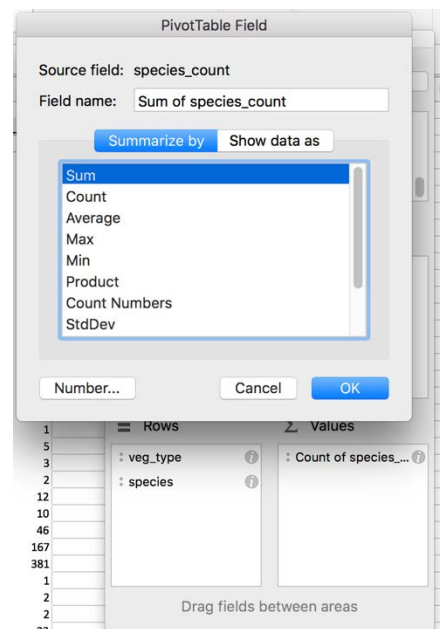 PivotTable Field
Source field: species_count
Field name: Sum of species_count
Summarize by Show data as
Sum
Count
Average
Max
Min
Product
Count Numbers
StdDev
Number... Cancel OK
Rows Σ Values
1
5
3
2
12
10
46
167
381
1
2
2
veg_type
species
Count of species_...
Drag fields between areas